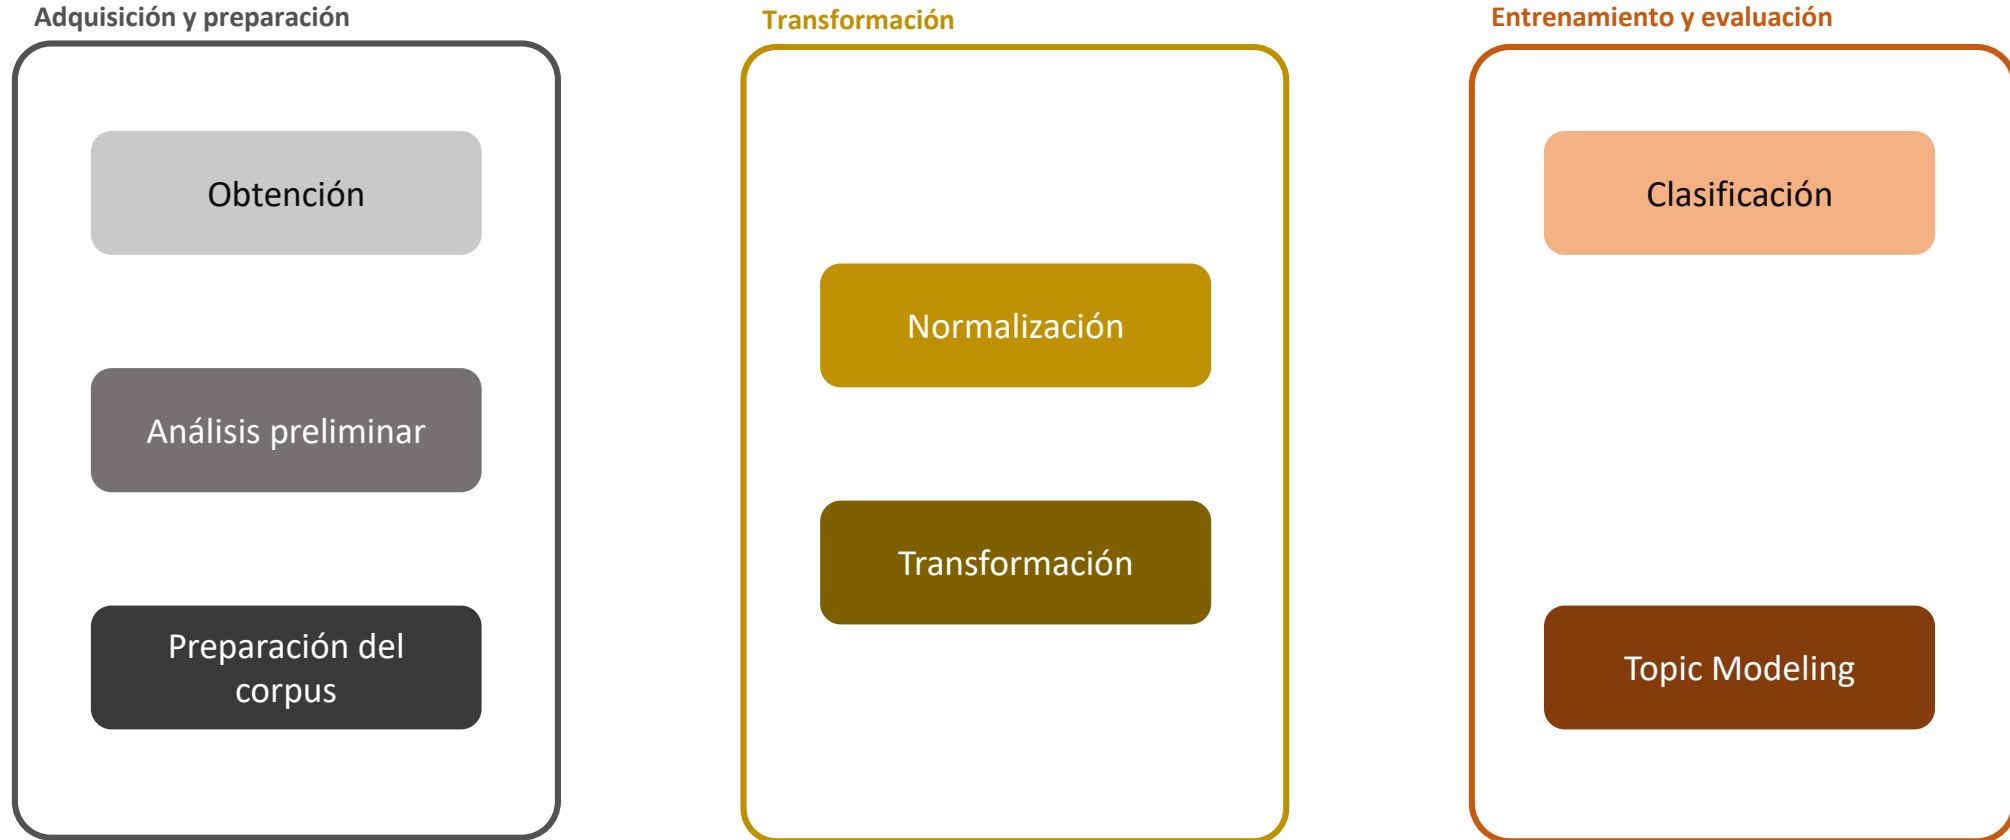 Adquisición y preparación
Obtención
Análisis preliminar
Preparación del
corpus
Transformación
Normalización
Transformación
Entrenamiento y evaluación
Clasificación
Topic Modeling